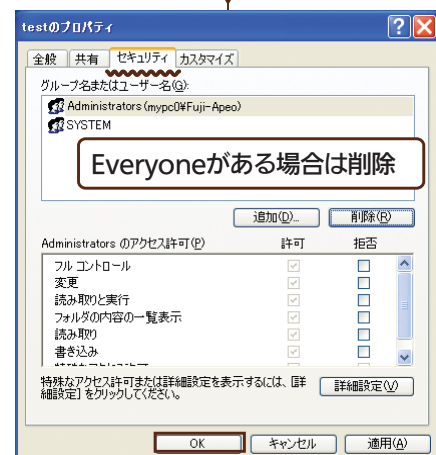 testのプロパティ
全般 共有 セキュリティ カスタマイズ
グループ名またはユーザー名(G):
Administrators (mypc0¥Fuji-Apeo)
SYSTEM
Everyoneがある場合は削除
追加(D)... 削除(R)
Administrators のアクセス許可(P) 許可 拒否
フル コントロール
変更
読み取りと実行
フォルダの内容の一覧表示
読み取り
書き込み
特殊なアクセス許可または詳細設定を表示するには、[詳
細設定] をクリックしてください。
詳細設定(V)
OK キャンセル 適用(A)